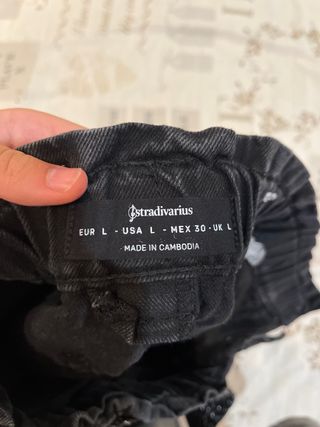 stradivarius
EUR L - USA L - MEX 30 - UK L
MADE IN CAMBODIA